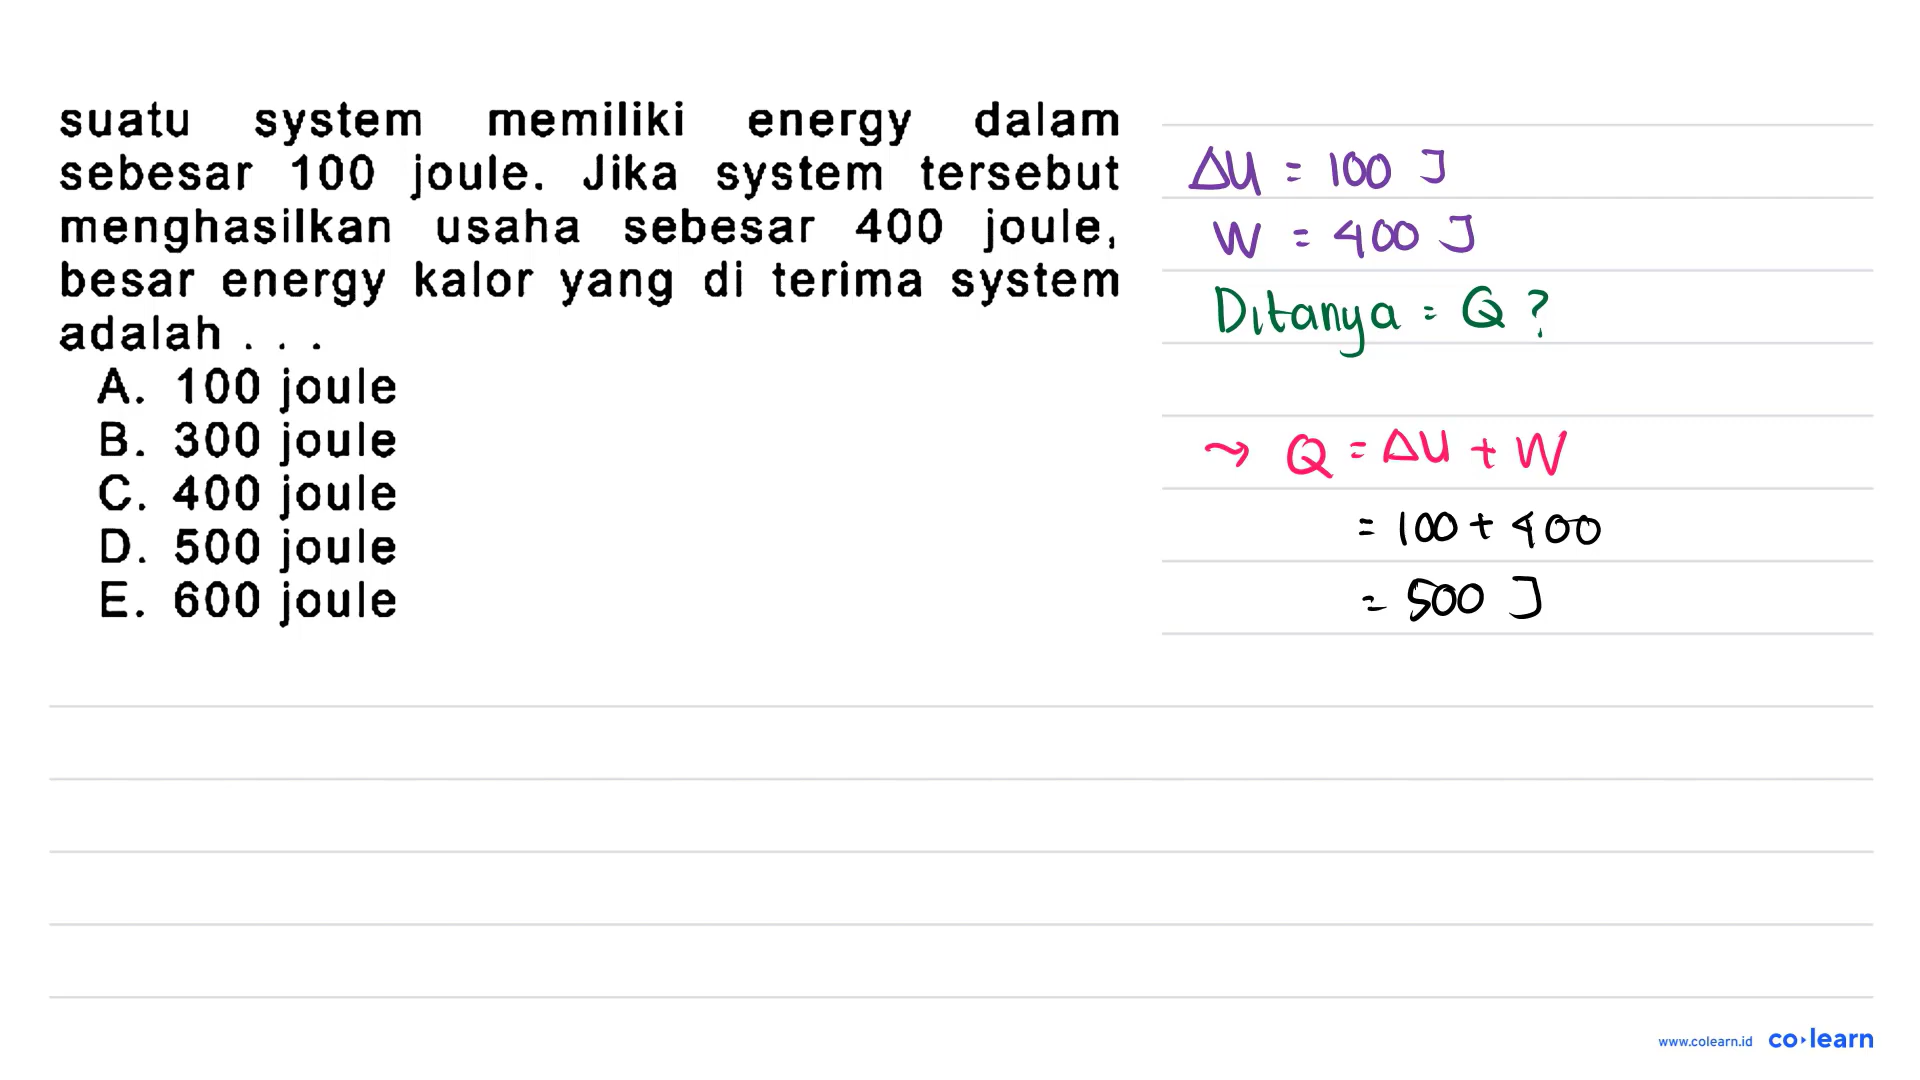 suatu system memiliki energy dalam
sebesar 100 joule. Jika system tersebut
menghasilkan usaha sebesar 400 joule,
besar energy kalor yang di terima system
adalah . . .
A. 100 joule
B. 300 joule
C. 400 joule
D. 500 joule
E. 600 joule
ΔU = 100 J
W = 400 J
Ditanya = Q ?
→ Q = ΔU + W
= 100 + 400
= 500 J
www.colearn.id co·learn